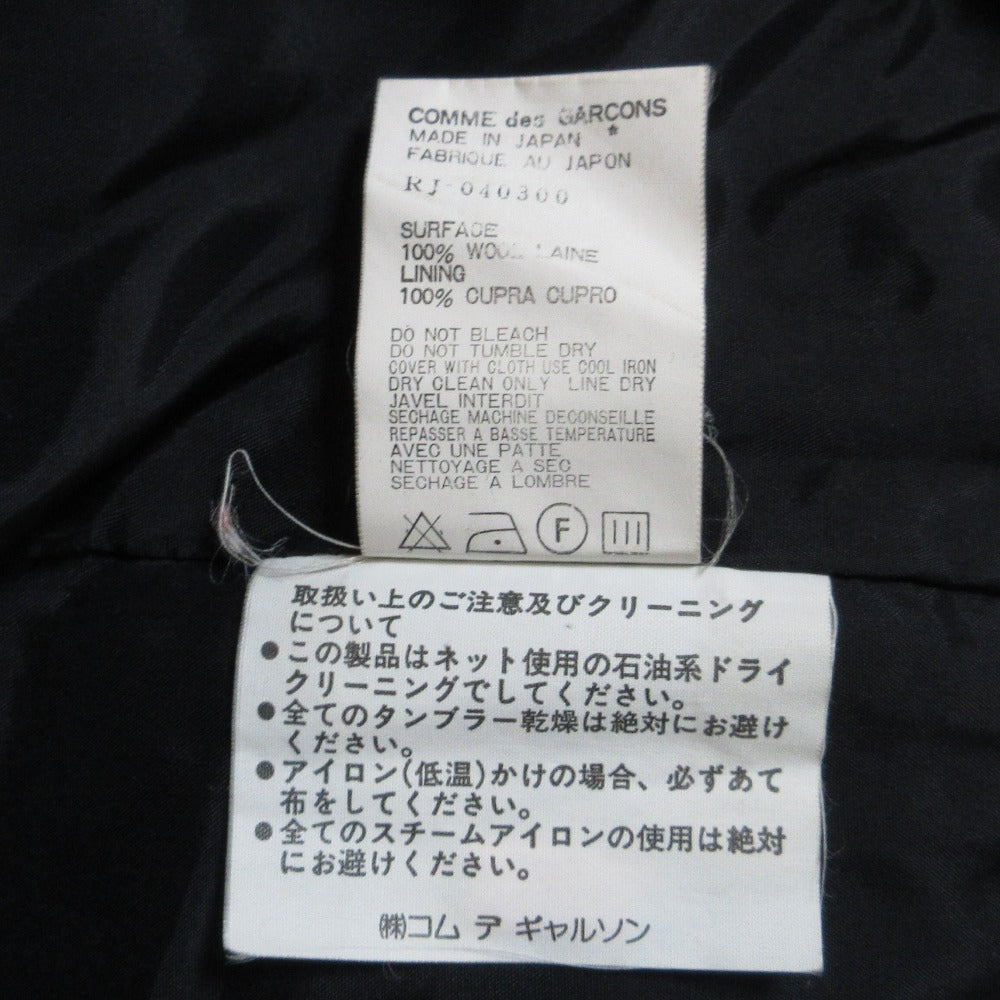 COMME des GARCONS *
MADE IN JAPAN
FABRIQUE AU JAPON
RJ-040300
SURFACE
100% WOOL LAINE
LINING
100% CUPRA CUPRO
DO NOT BLEACH
DO NOT TUMBLE DRY
COVER WITH CLOTH USE COOL IRON
DRY CLEAN ONLY LINE DRY
JAVEL INTERDIT
SECHAGE MACHINE DECONSEILLE
REPASSER A BASSE TEMPERATURE
AVEC UNE PATTE
NETTOYAGE A SEC
SECHAGE A LOMBRE
F
取扱い上のご注意及びクリーニング
について
●この製品はネット使用の石油系ドライ
クリーニングでしてください。
●全てのタンブラー乾燥は絶対にお避け
ください。
●アイロン(低温)かけの場合、必ずあて
布をしてください。
●全てのスチームアイロンの使用は絶対
にお避けください。
㈱コム デ ギャルソン